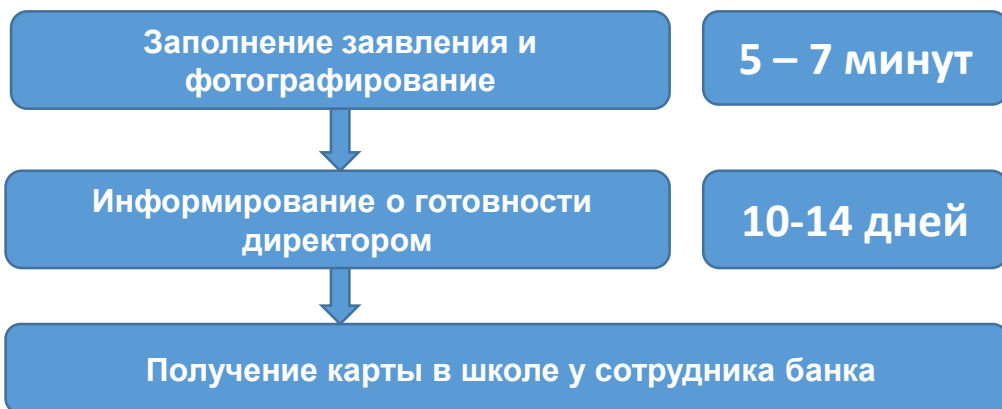 Заполнение заявления и
фотографирование
5 – 7 минут
Информирование о готовности
директором
10-14 дней
Получение карты в школе у сотрудника банка